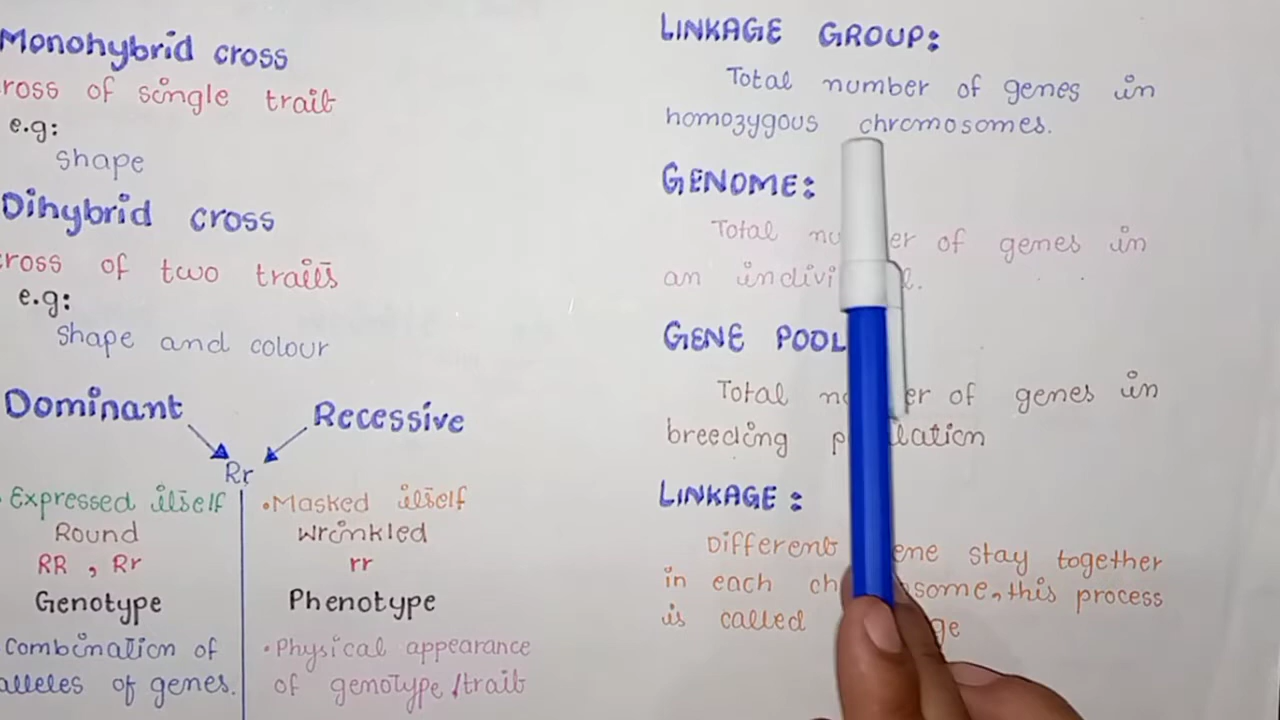 Monohybrid cross
ross of single trait
e.g:
shape
Dihybrid cross
ross of two traits
e.g:
shape and colour
Dominant
Recessive
Rr
Expressed itself
Round
RR , Rr
Genotype
Combination of
alleles of genes.
• Masked itself
Wrinkled
rr
Phenotype
• Physical appearance
of genotype/trait
LINKAGE GROUP:
Total number of genes in
homozygous chromosomes.
GENOME:
Total of genes in
an
GENE POOL
Total of genes in
breeding
LINKAGE:
Different stay together
in each this process
is called